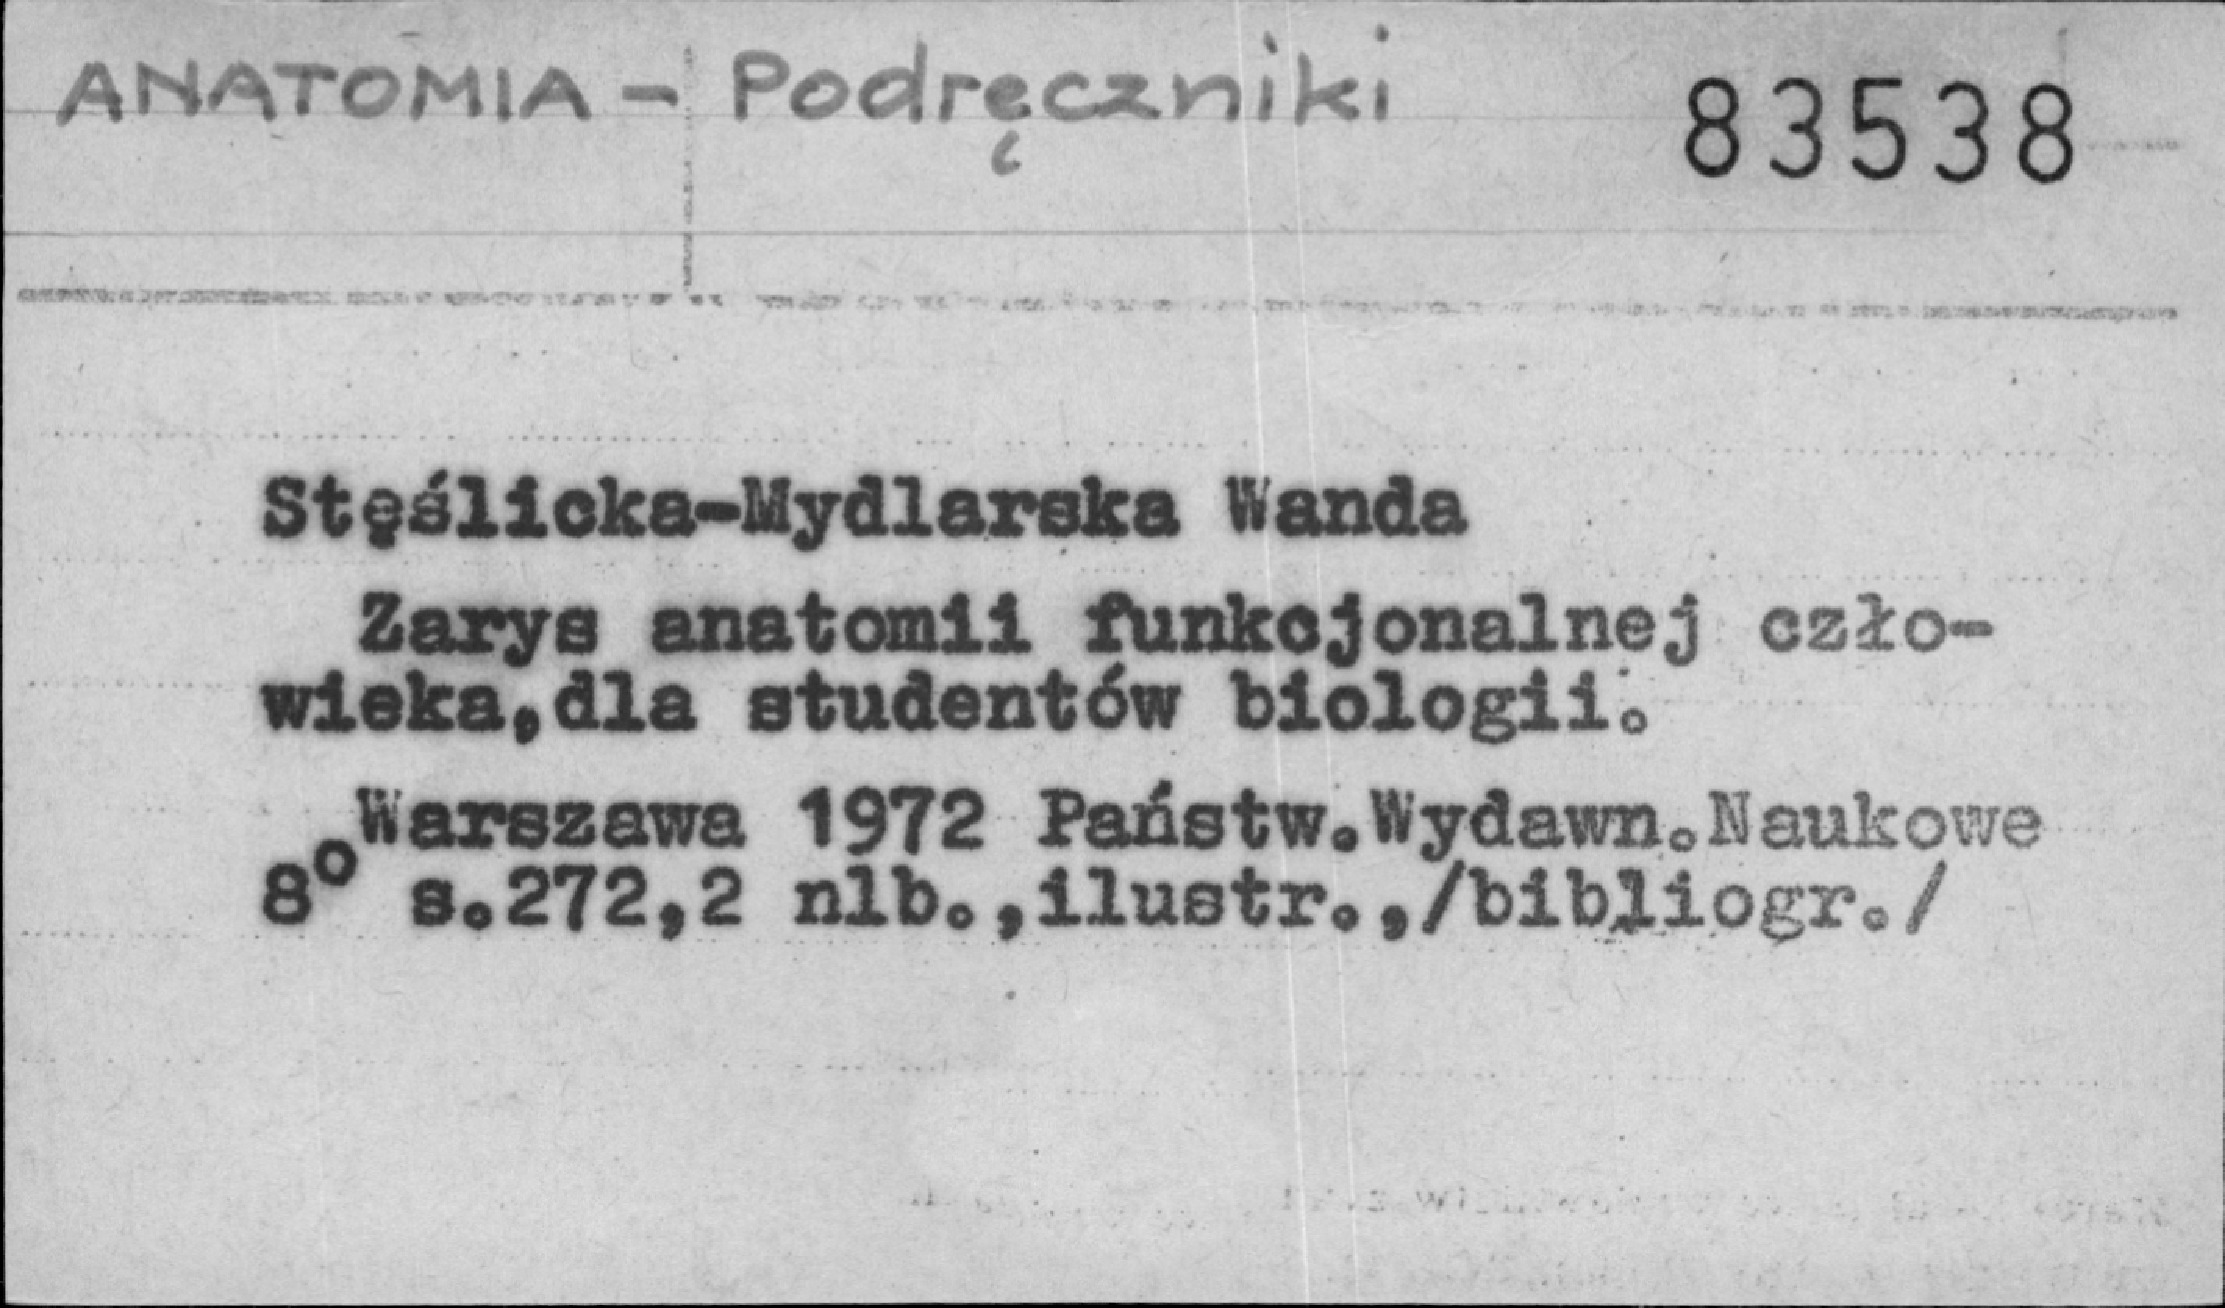 ANATOMIA - Podręczniki
83538
Stęślicka-Mydlarska Wanda
Zarys anatomii funkcjonalnej czło-
wieka,dla studentów biologii.
Warszawa 1972 Państw.Wydawn.Naukowe
8° s.272,2 nlb.,ilustr.,/bibliogr./